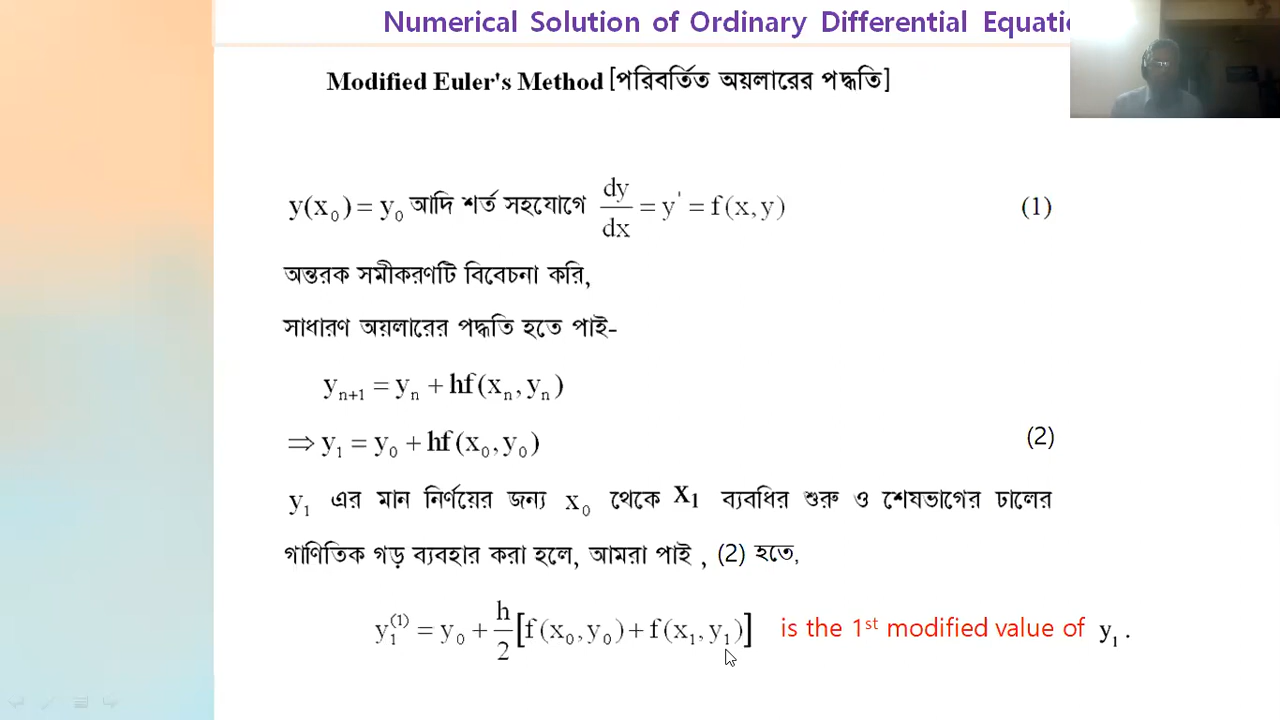 Numerical Solution of Ordinary Differential
Modified Euler's Method [পরিবর্তিত অয়লারের পদ্ধতি]
y(x₀) = y₀ আদি শর্ত সহযোগে dy/dx = y' = f(x, y) (1)
অন্তরক সমীকরণটি বিবেচনা করি,
সাধারণ অয়লারের পদ্ধতি হতে পাই-
yₙ₊₁ = yₙ + hf(xₙ, yₙ)
⇒ y₁ = y₀ + hf(x₀, y₀) (2)
y₁ এর মান নির্ণয়ের জন্য x₀ থেকে X₁ ব্যবধির শুরু ও শেষভাগের ঢালের
গাণিতিক গড় ব্যবহার করা হলে, আমরা পাই , (2) হতে,
y₁⁽¹⁾ = y₀ + h/2 [f(x₀, y₀) + f(x₁, y₁)] is the 1st modified value of y₁ .